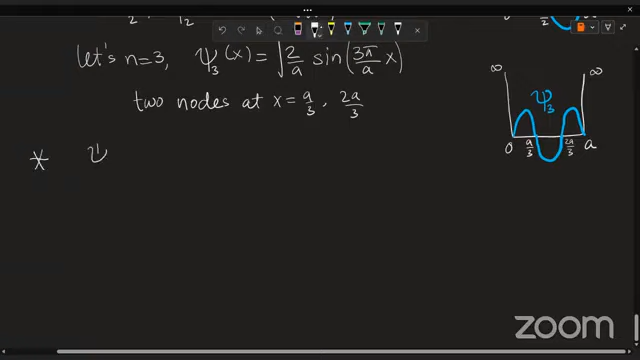 let's n=3, ψ₃(x) = √(2/a) sin(3π/a x)
two nodes at x = a/3, 2a/3
* ψ
∞ ∞
ψ₃
0 a/3 2a/3 a
zoom